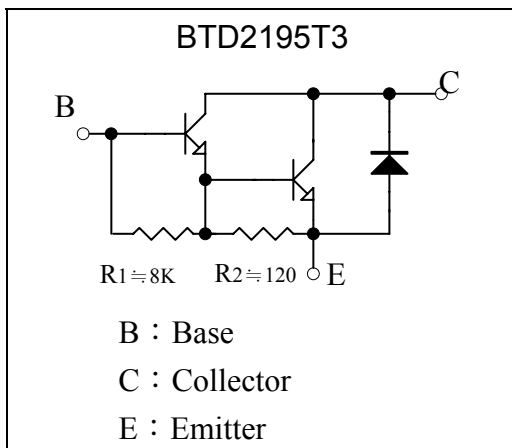 BTD2195T3
B
C
R1≒8K
R2≒120
E
B：Base
C：Collector
E：Emitter